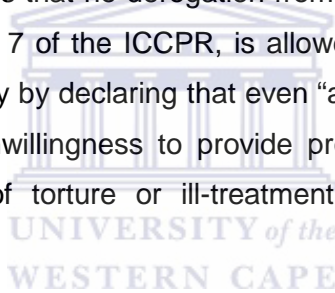 s that no derogation from
7 of the ICCPR, is allowe
y by declaring that even "a
nwillingness to provide pr
of torture or ill-treatment
UNIVERSITY of the
WESTERN CAPE